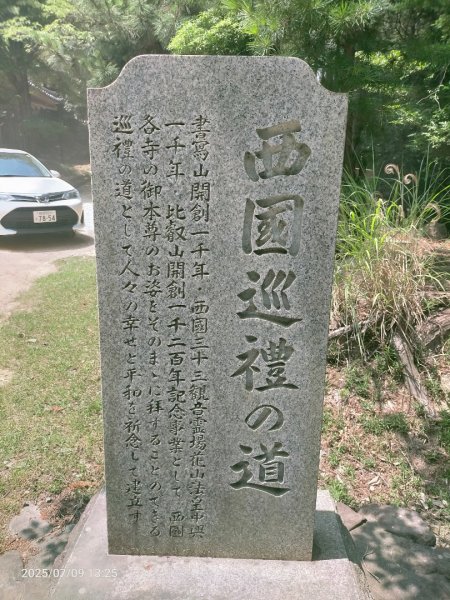 西國巡禮の道
書寫山開創一千年・西國三十三観音霊場花山法皇中興
一千年・比叡山開創一千二百年記念事業として、西國
各寺の御本尊のお姿をそのまゝに拝することのできる
巡禮の道として人々の幸せと平和を祈念して建立す
78-54
2025/07/09 13:25